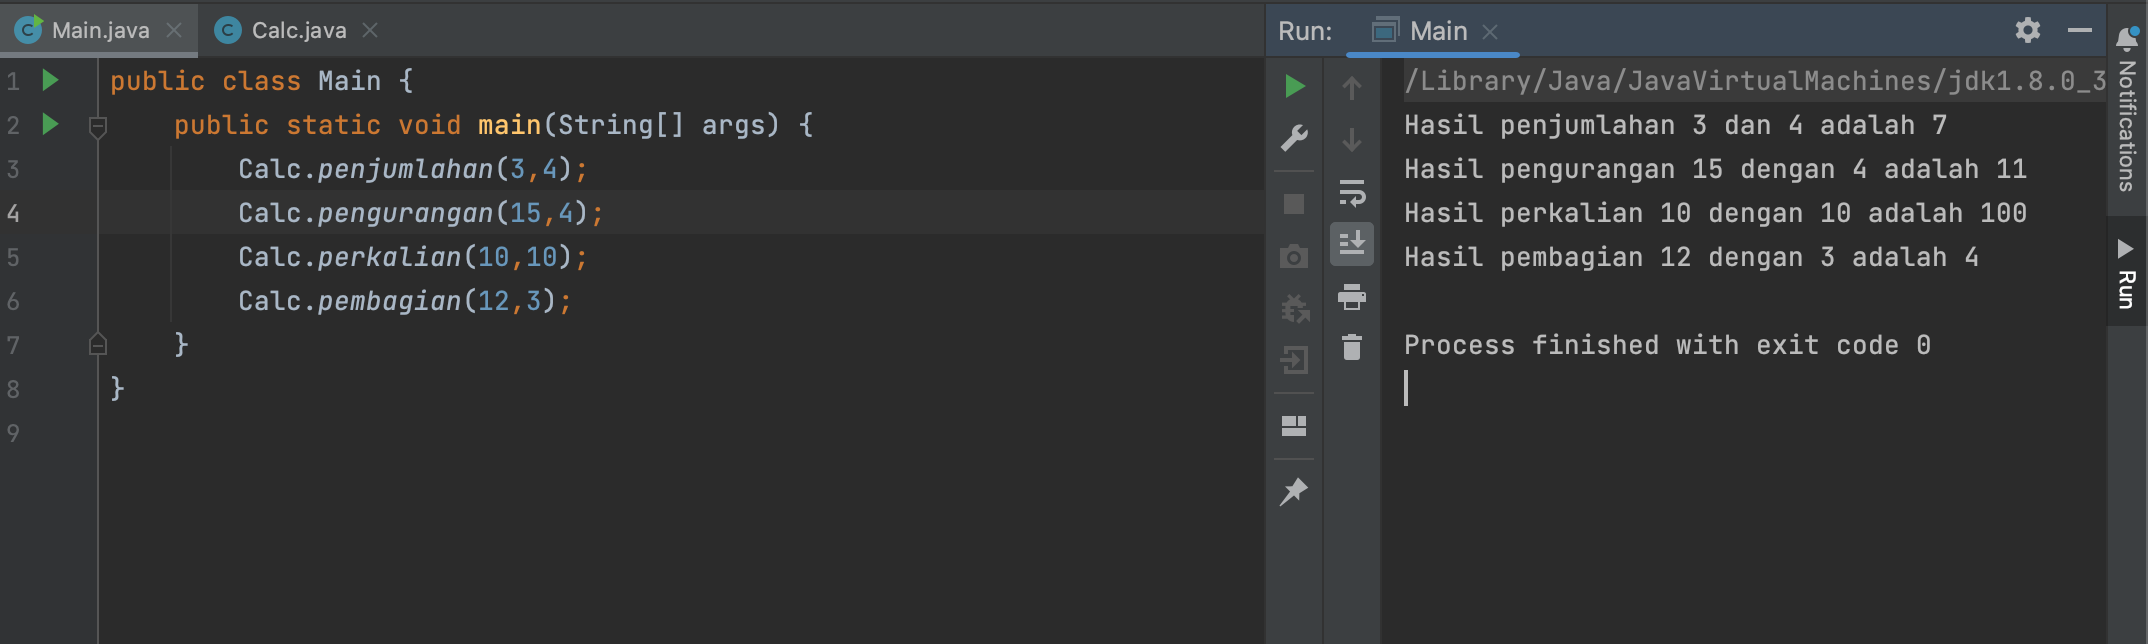 Main.java
Calc.java
1 public class Main {
2 public static void main(String[] args) {
3 Calc.penjumlahan(3,4);
4 Calc.pengurangan(15,4);
5 Calc.perkalian(10,10);
6 Calc.pembagian(12,3);
7 }
8 }
9
Run: Main
/Library/Java/JavaVirtualMachines/jdk1.8.0_3
Hasil penjumlahan 3 dan 4 adalah 7
Hasil pengurangan 15 dengan 4 adalah 11
Hasil perkalian 10 dengan 10 adalah 100
Hasil pembagian 12 dengan 3 adalah 4
Process finished with exit code 0
Notifications
Run